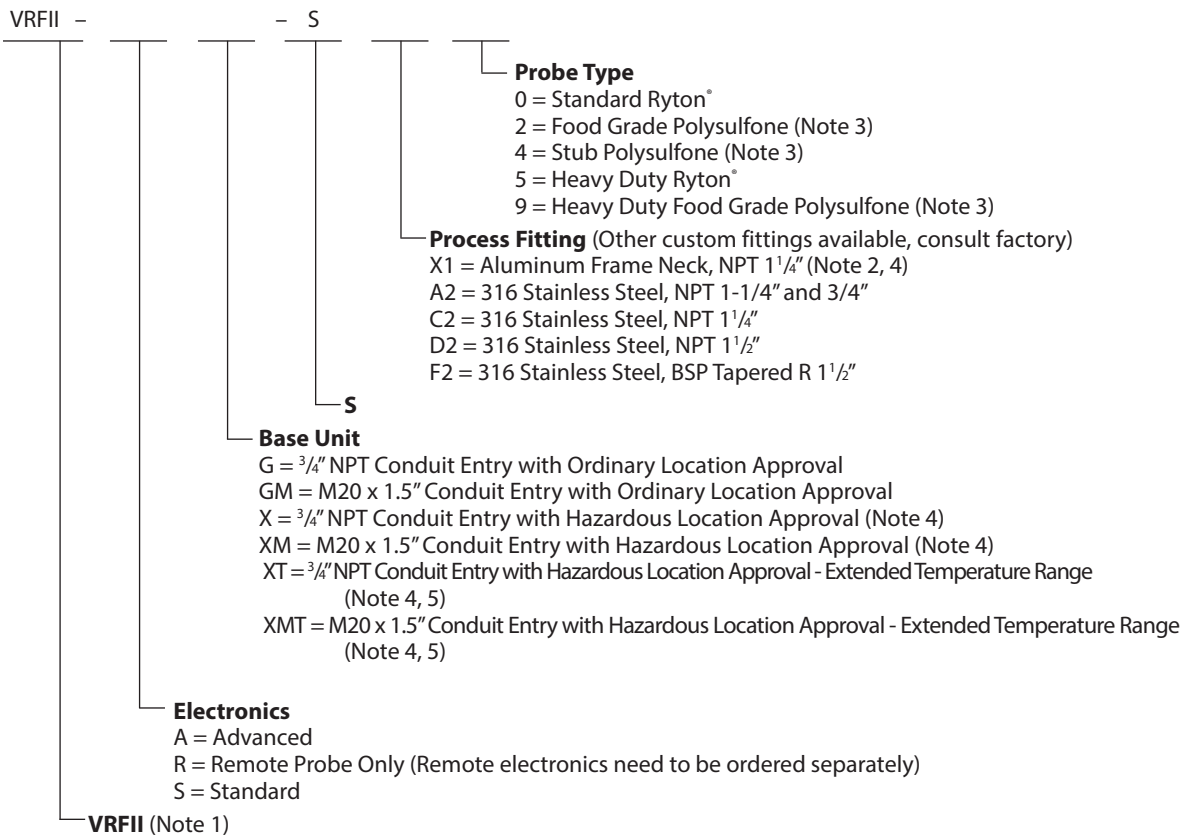 VRFII – – S
Probe Type
0 = Standard Ryton®
2 = Food Grade Polysulfone (Note 3)
4 = Stub Polysulfone (Note 3)
5 = Heavy Duty Ryton®
9 = Heavy Duty Food Grade Polysulfone (Note 3)
Process Fitting (Other custom fittings available, consult factory)
X1 = Aluminum Frame Neck, NPT 1¹/₄” (Note 2, 4)
A2 = 316 Stainless Steel, NPT 1-1/4” and 3/4”
C2 = 316 Stainless Steel, NPT 1¹/₄”
D2 = 316 Stainless Steel, NPT 1¹/₂”
F2 = 316 Stainless Steel, BSP Tapered R 1¹/₂”
S
Base Unit
G = ³/₄” NPT Conduit Entry with Ordinary Location Approval
GM = M20 x 1.5” Conduit Entry with Ordinary Location Approval
X = ³/₄” NPT Conduit Entry with Hazardous Location Approval (Note 4)
XM = M20 x 1.5” Conduit Entry with Hazardous Location Approval (Note 4)
XT = ³/₄” NPT Conduit Entry with Hazardous Location Approval - Extended Temperature Range
(Note 4, 5)
XMT = M20 x 1.5” Conduit Entry with Hazardous Location Approval - Extended Temperature Range
(Note 4, 5)
Electronics
A = Advanced
R = Remote Probe Only (Remote electronics need to be ordered separately)
S = Standard
VRFII (Note 1)